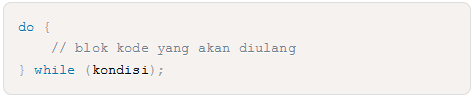 do {
    // blok kode yang akan diulang
} while (kondisi);